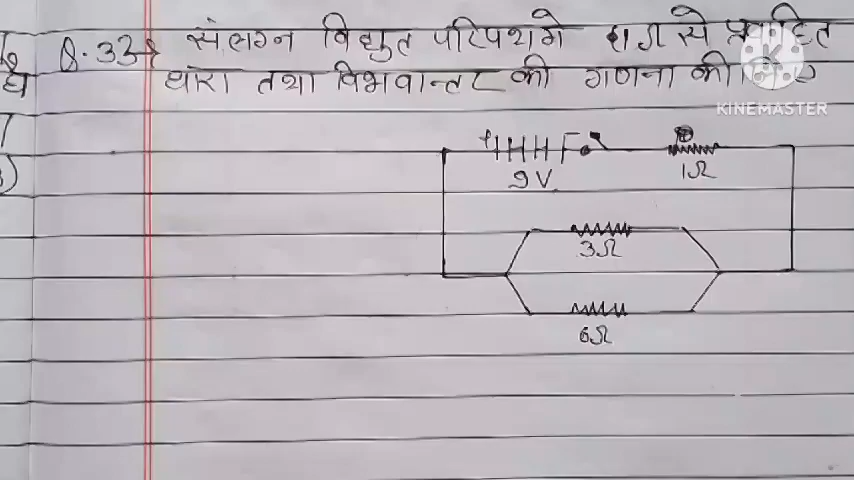 Q.33 संलग्न विद्युत परिपथमे 1Ω से प्रवाहित
धारा तथा विभवान्तर की गणना कीजिए
KINEMASTER
9V
1Ω
3Ω
6Ω